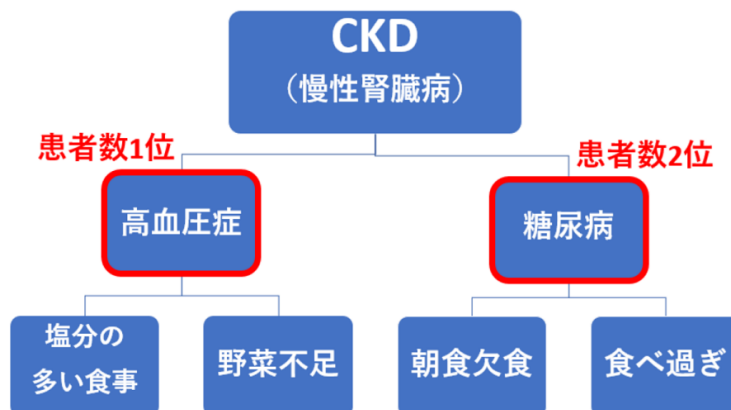 CKD
（慢性腎臓病）
患者数1位
患者数2位
高血圧症
糖尿病
塩分の
多い食事
野菜不足
朝食欠食
食べ過ぎ